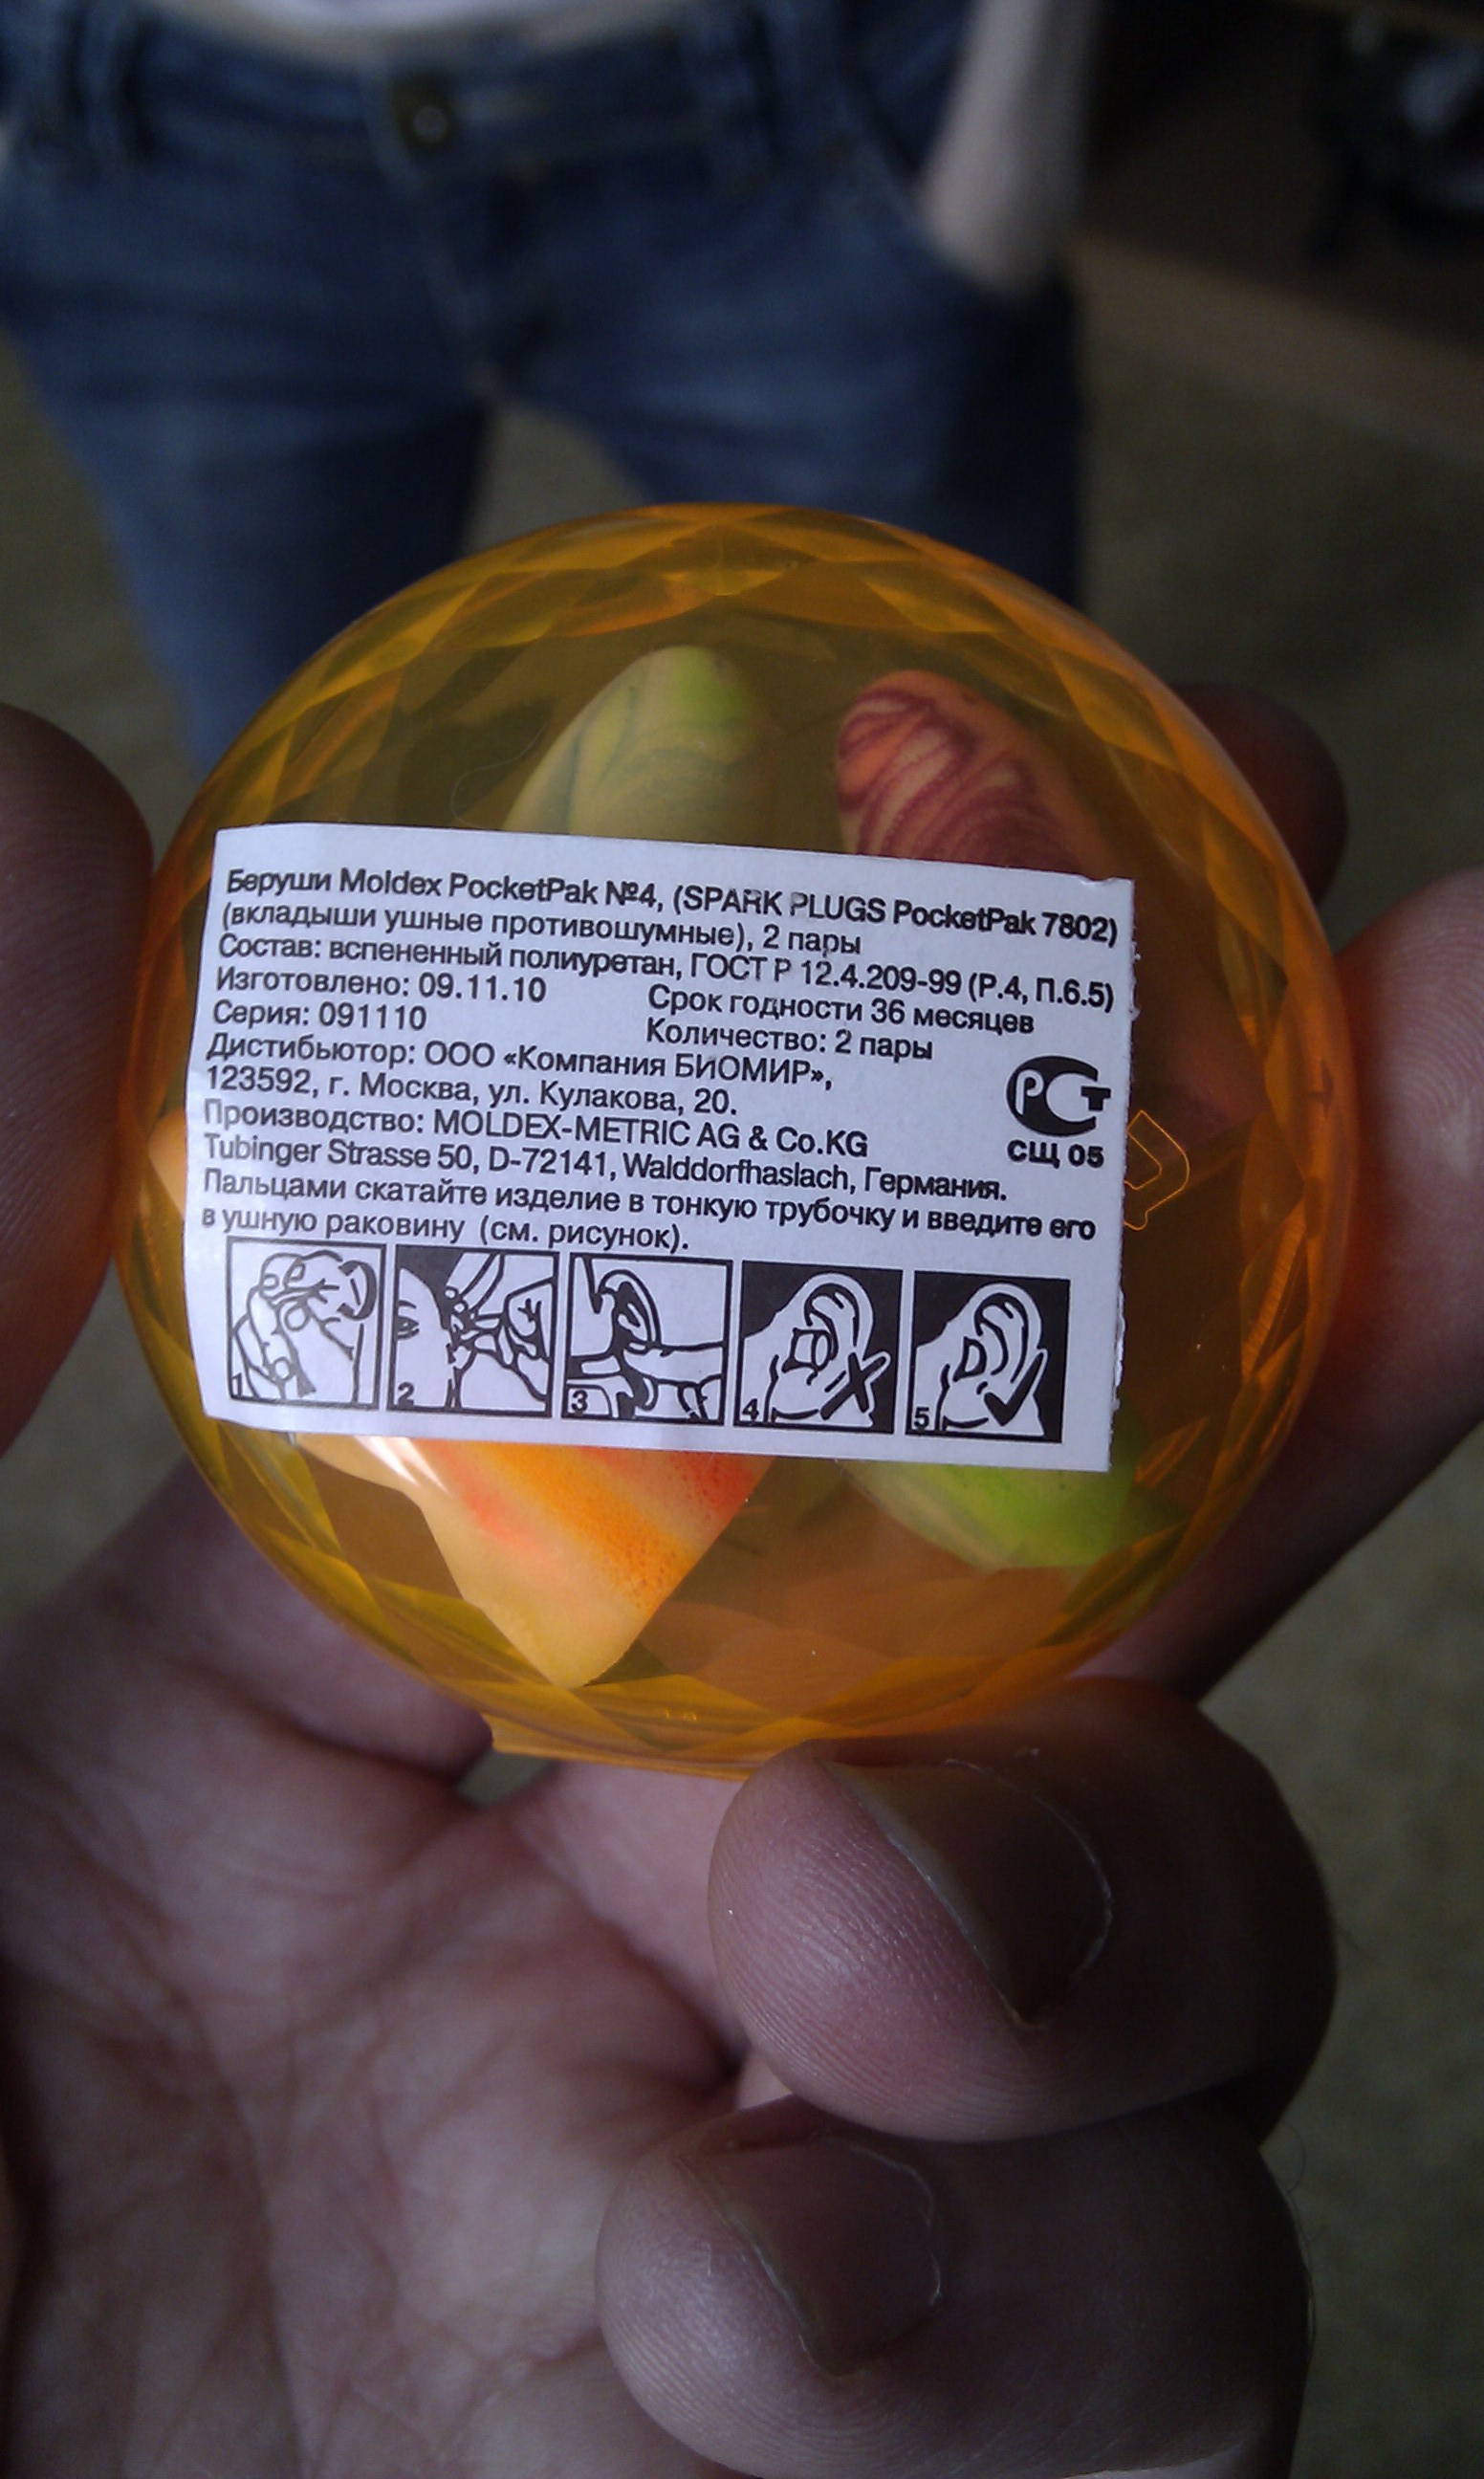 Беруши Moldex PocketPak №4, (SPARK PLUGS PocketPak 7802)
(вкладыши ушные противошумные), 2 пары
Состав: вспененный полиуретан, ГОСТ Р 12.4.209-99 (Р.4, П.6.5)
Изготовлено: 09.11.10 Срок годности 36 месяцев
Серия: 091110 Количество: 2 пары
Дистибьютор: ООО «Компания БИОМИР»,
123592, г. Москва, ул. Кулакова, 20.
РСТ
Производство: MOLDEX-METRIC AG & Co.KG
СЩ 05
Tubinger Strasse 50, D-72141, Walddorfhaslach, Германия.
Пальцами скатайте изделие в тонкую трубочку и введите его
в ушную раковину (см. рисунок).
1 2 3 4 5